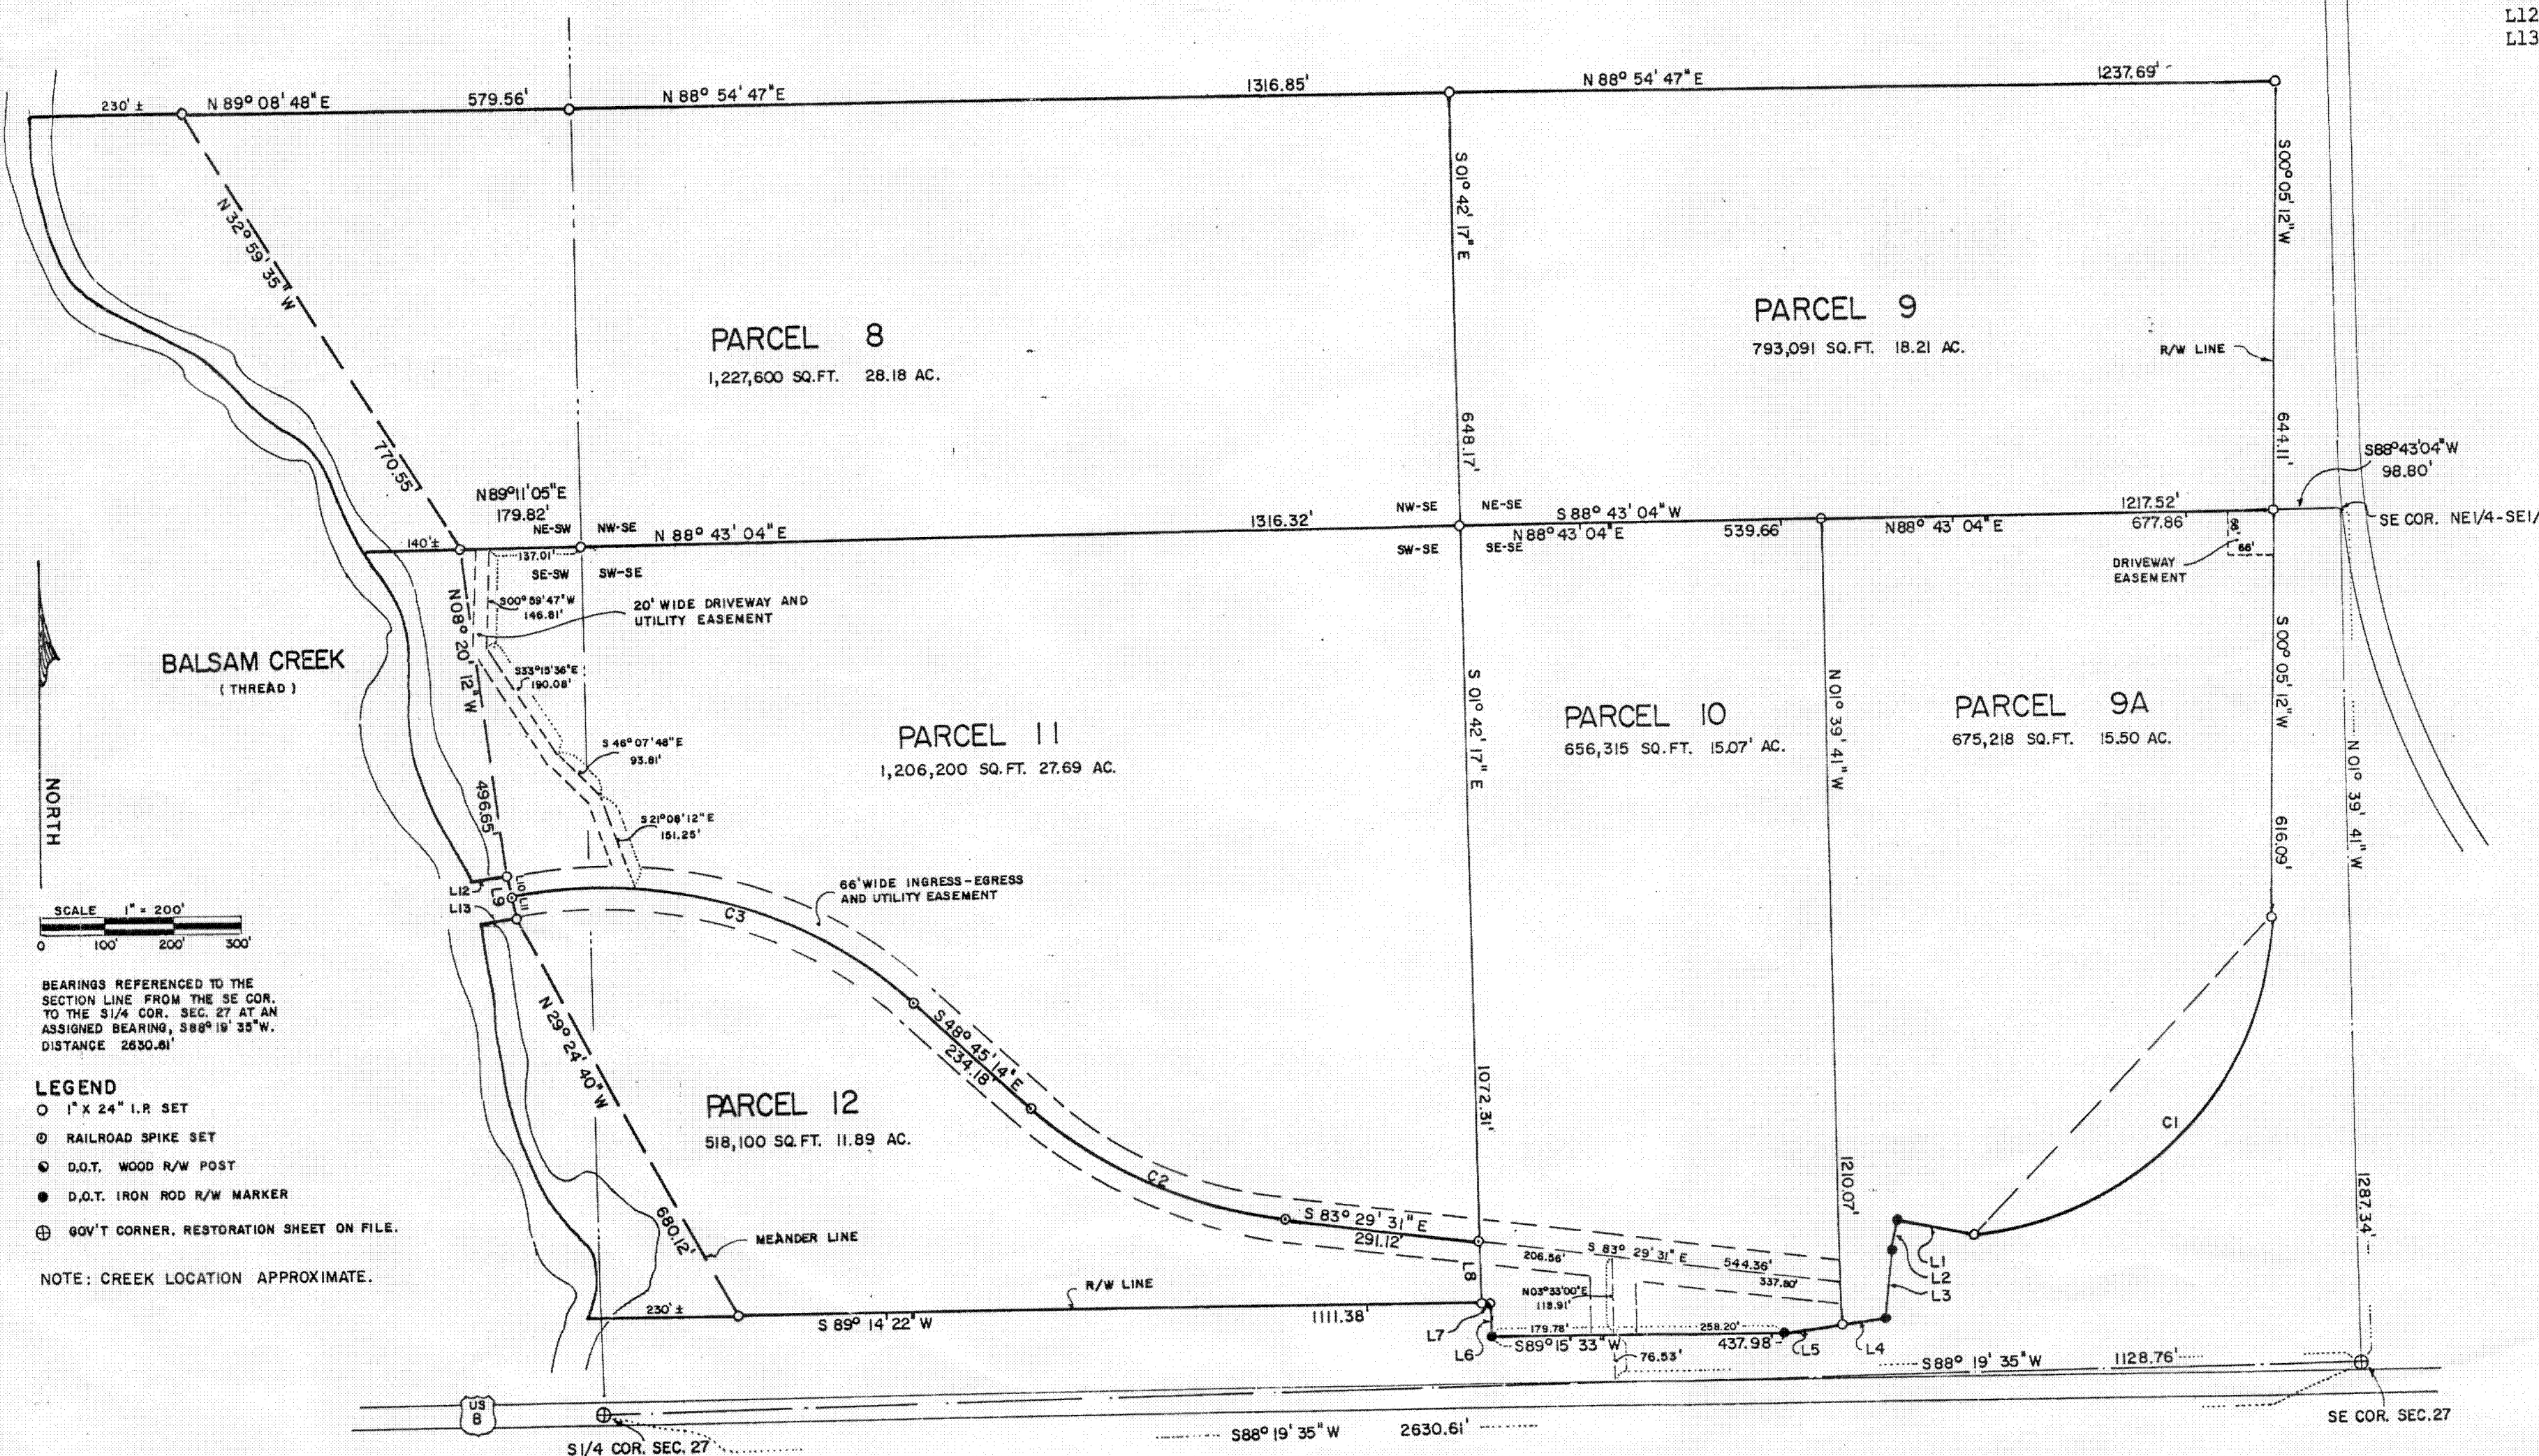 L12
L13
230' ±
N 89° 08' 48" E
579.56'
N 88° 54' 47" E
1316.85'
N 88° 54' 47" E
1237.69'
N 32° 59' 35" W
770.55'
S 01° 42' 17" E
648.17'
S 00° 05' 12" W
644.11'
R/W LINE
PARCEL 8
1,227,600 SQ.FT. 28.18 AC.
PARCEL 9
793,091 SQ.FT. 18.21 AC.
S88°43'04"W
98.80'
SE COR. NE1/4-SE1/
N89°11'05"E
179.82'
NE-SW
NW-SE
N 88° 43' 04" E
1316.32'
NW-SE
NE-SE
S 88° 43' 04" W
1217.52'
140'±
137.01'
SE-SW
SW-SE
SW-SE
SE-SE
N88° 43' 04" E
539.66'
N88° 43' 04" E
677.86'
66'
66'
DRIVEWAY
EASEMENT
S00° 59' 47" W
146.81'
20' WIDE DRIVEWAY AND
UTILITY EASEMENT
N08° 20' 12" W
496.65'
BALSAM CREEK
( THREAD )
S33° 15' 36" E
190.08'
S 46° 07' 48" E
93.81'
S 21° 08' 12" E
151.25'
PARCEL 11
1,206,200 SQ.FT. 27.69 AC.
S 01° 42' 17" E
1072.31'
PARCEL 10
656,315 SQ.FT. 15.07' AC.
N 01° 39' 41" W
1210.07'
PARCEL 9A
675,218 SQ.FT. 15.50 AC.
S 00° 05' 12" W
616.09'
N 01° 39' 41" W
1287.34'
NORTH
L12
L13
L9
L10
L11
66' WIDE INGRESS-EGRESS
AND UTILITY EASEMENT
C3
SCALE 1" = 200'
0 100' 200' 300'
BEARINGS REFERENCED TO THE
SECTION LINE FROM THE SE COR.
TO THE S1/4 COR. SEC. 27 AT AN
ASSIGNED BEARING, S88° 19' 35" W.
DISTANCE 2630.61'
N 29° 24' 40" W
680.12'
S 48° 45' 14" E
234.18'
LEGEND
1" X 24" I.P. SET
RAILROAD SPIKE SET
D.O.T. WOOD R/W POST
D.O.T. IRON ROD R/W MARKER
GOV'T CORNER. RESTORATION SHEET ON FILE.
NOTE: CREEK LOCATION APPROXIMATE.
PARCEL 12
518,100 SQ.FT. 11.89 AC.
MEANDER LINE
C2
C1
S 83° 29' 31" E
291.12'
206.56'
S 83° 29' 31" E
544.36'
337.80'
N03° 33' 00" E
118.91'
L1
L2
L3
L8
R/W LINE
230' ±
S 89° 14' 22" W
1111.38'
L7
L6
179.78'
258.20'
S89° 15' 33" W
437.98'
L5
L4
76.53'
S88° 19' 35" W
1128.76'
US
8
S1/4 COR. SEC. 27
S88° 19' 35" W
2630.61'
SE COR. SEC. 27